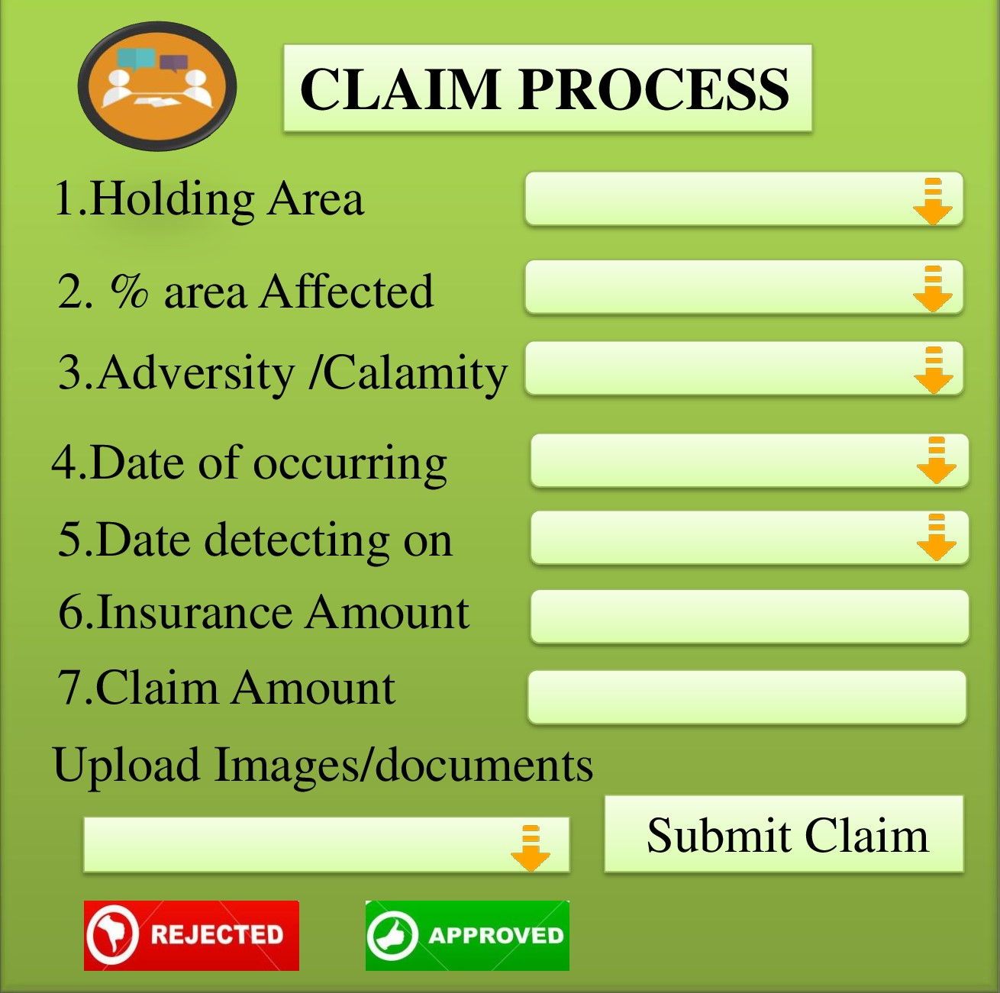 CLAIM PROCESS
1.Holding Area
2. % area Affected
3.Adversity /Calamity
4.Date of occurring
5.Date detecting on
6.Insurance Amount
7.Claim Amount
Upload Images/documents
Submit Claim
REJECTED
APPROVED